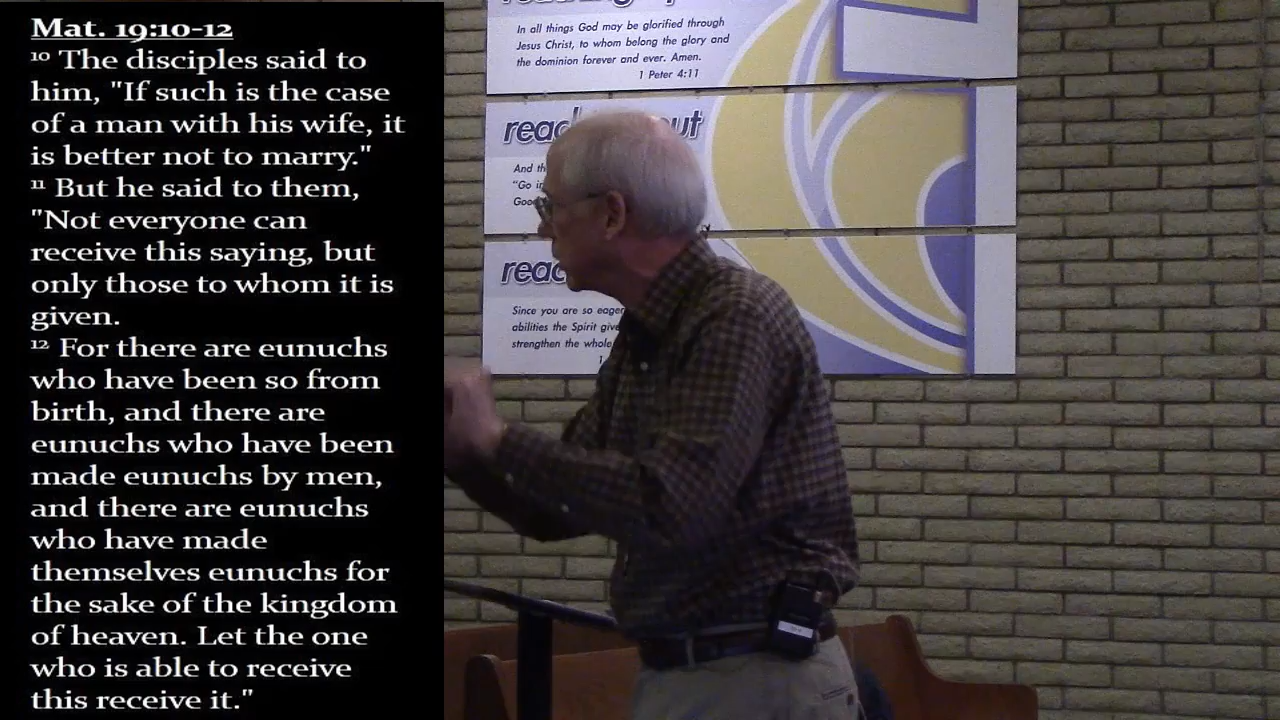 Mat. 19:10-12
¹⁰ The disciples said to
him, "If such is the case
of a man with his wife, it
is better not to marry."
¹¹ But he said to them,
"Not everyone can
receive this saying, but
only those to whom it is
given.
¹² For there are eunuchs
who have been so from
birth, and there are
eunuchs who have been
made eunuchs by men,
and there are eunuchs
who have made
themselves eunuchs for
the sake of the kingdom
of heaven. Let the one
who is able to receive
this receive it."
In all things God may be glorified through
Jesus Christ, to whom belong the glory and
the dominion forever and ever. Amen.
1 Peter 4:11
And
"Go
Since you are so eager
abilities the Spirit
strengthen the whole